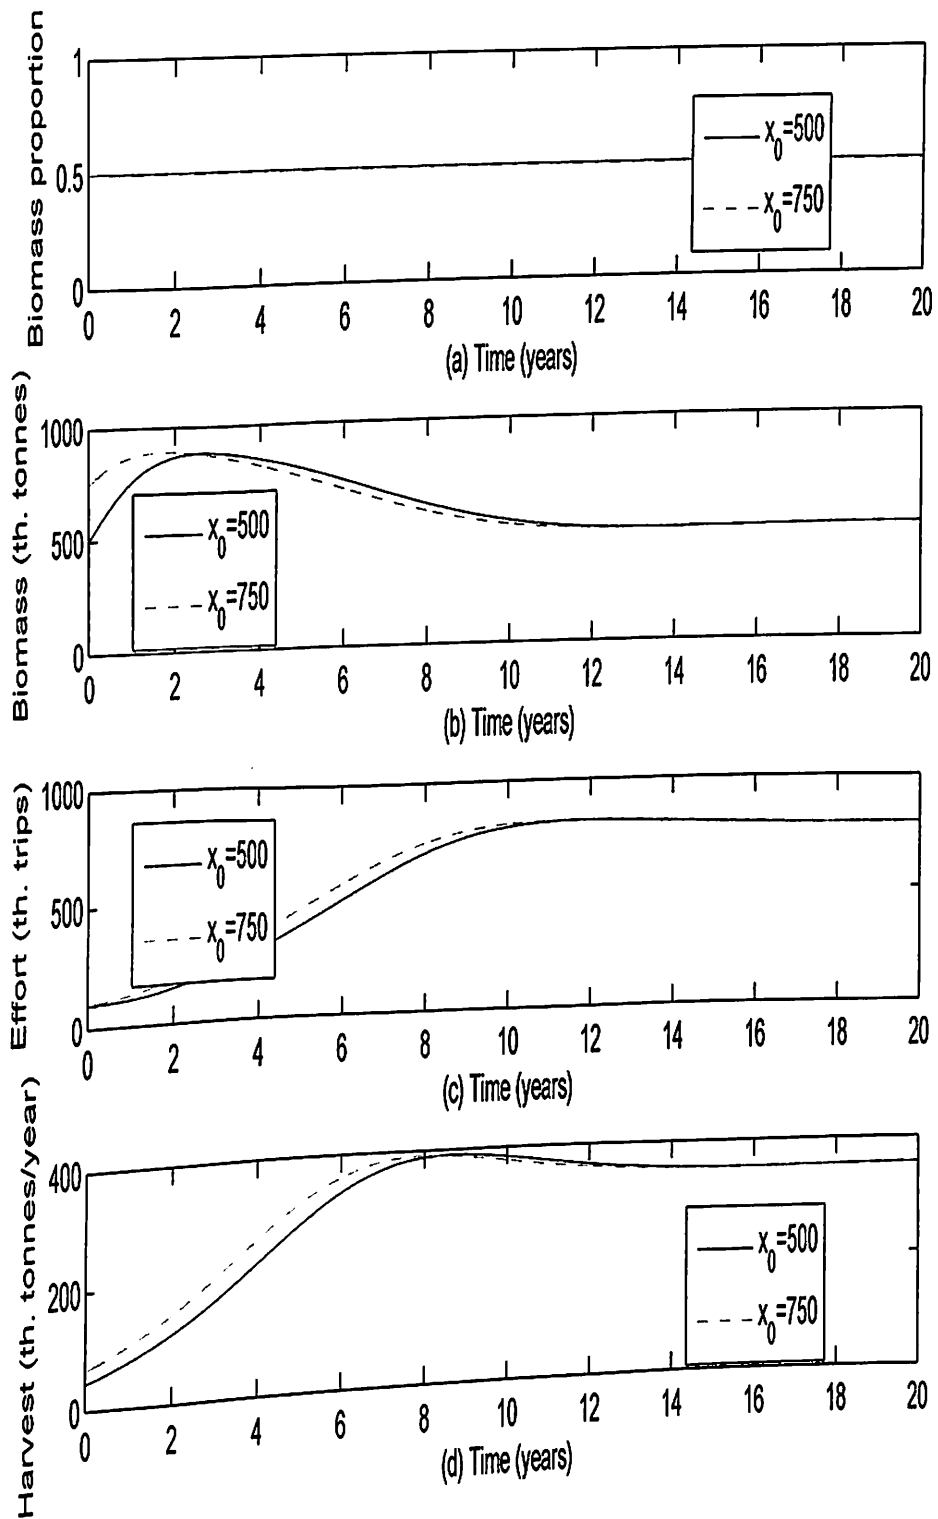 Biomass proportion
1
0.5
0
x0=500
x0=750
0 2 4 6 8 10 12 14 16 18 20
(a) Time (years)
Biomass (th. tonnes)
1000
500
0
x0=500
x0=750
0 2 4 6 8 10 12 14 16 18 20
(b) Time (years)
Effort (th. trips)
1000
500
0
x0=500
x0=750
0 2 4 6 8 10 12 14 16 18 20
(c) Time (years)
Harvest (th. tonnes/year)
400
200
0
x0=500
x0=750
0 2 4 6 8 10 12 14 16 18 20
(d) Time (years)